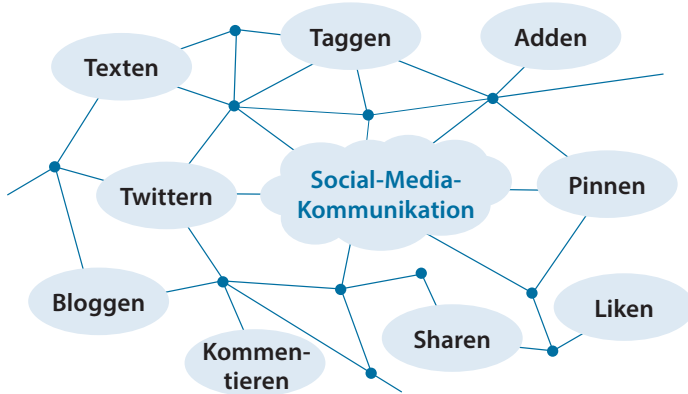 Taggen
Adden
Texten
Social-Media-
Kommunikation
Twittern
Pinnen
Bloggen
Liken
Sharen
Kommen-
tieren